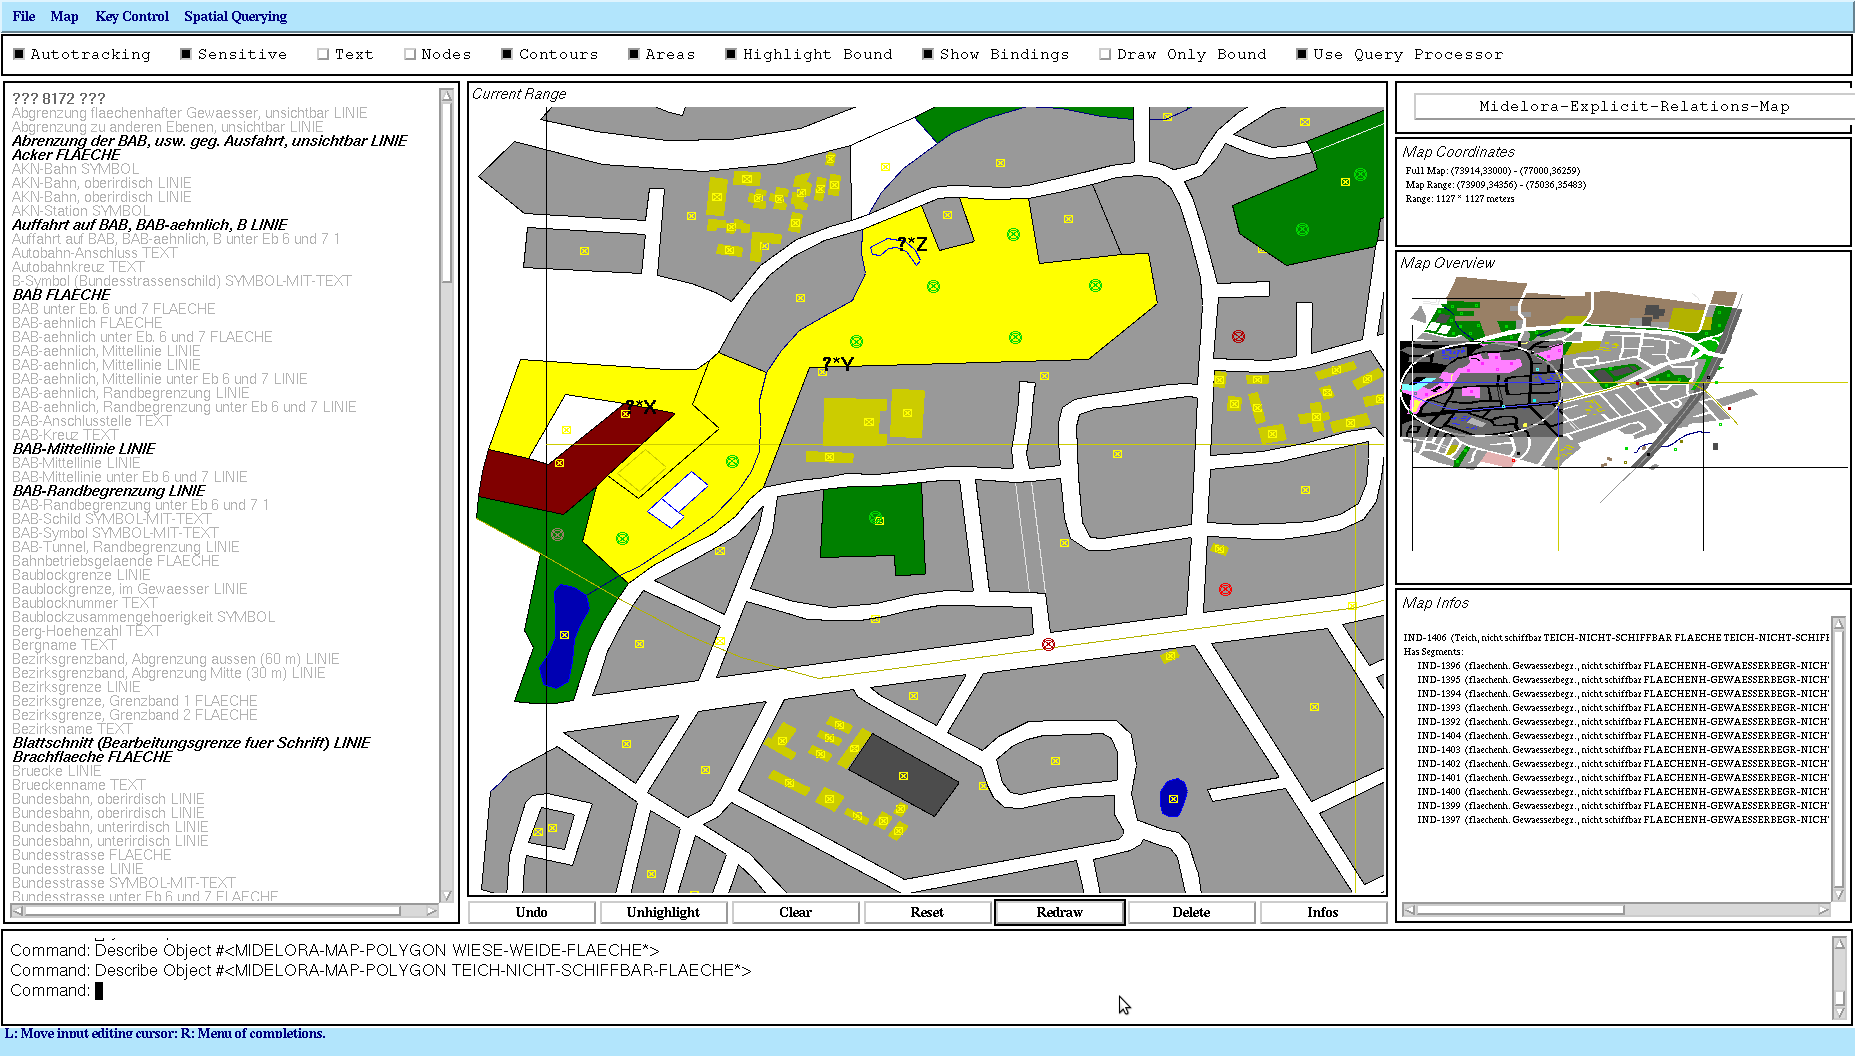 File Map Key Control Spatial Querying
Autotracking Sensitive Text Nodes Contours Areas Highlight Bound Show Bindings Draw Only Bound Use Query Processor
??? 8172 ???
Abgrenzung flaechenhafter Gewaesser, unsichtbar LINIE
Abgrenzung zu anderen Ebenen, unsichtbar LINIE
Abrenzung der BAB, usw. geg. Ausfahrt, unsichtbar LINIE
Acker FLAECHE
AKN-Bahn SYMBOL
AKN-Bahn, oberirdisch LINIE
AKN-Bahn, oberirdisch LINIE
AKN-Station SYMBOL
Auffahrt auf BAB, BAB-aehnlich, B LINIE
Auffahrt auf BAB, BAB-aehnlich, B unter Eb 6 und 7 1
Autobahn-Anschluss TEXT
Autobahnkreuz TEXT
B-Symbol (Bundesstrassenschild) SYMBOL-MIT-TEXT
BAB FLAECHE
BAB unter Eb. 6 und 7 FLAECHE
BAB-aehnlich FLAECHE
BAB-aehnlich unter Eb. 6 und 7 FLAECHE
BAB-aehnlich, Mittellinie LINIE
BAB-aehnlich, Mittellinie LINIE
BAB-aehnlich, Mittellinie unter Eb 6 und 7 LINIE
BAB-aehnlich, Randbegrenzung LINIE
BAB-aehnlich, Randbegrenzung unter Eb 6 und 7 LINIE
BAB-Anschlusstelle TEXT
BAB-Kreuz TEXT
BAB-Mittellinie LINIE
BAB-Mittellinie LINIE
BAB-Mittellinie unter Eb 6 und 7 LINIE
BAB-Randbegrenzung LINIE
BAB-Randbegrenzung unter Eb 6 und 7 1
BAB-Schild SYMBOL-MIT-TEXT
BAB-Symbol SYMBOL-MIT-TEXT
BAB-Tunnel, Randbegrenzung LINIE
Bahnbetriebsgelaende FLAECHE
Baublockgrenze LINIE
Baublockgrenze, im Gewaesser LINIE
Baublocknummer TEXT
Baublockzusammengehoerigkeit SYMBOL
Berg-Hoehenzahl TEXT
Bergname TEXT
Bezirksgrenzband, Abgrenzung aussen (60 m) LINIE
Bezirksgrenzband, Abgrenzung Mitte (30 m) LINIE
Bezirksgrenze LINIE
Bezirksgrenze, Grenzband 1 FLAECHE
Bezirksgrenze, Grenzband 2 FLAECHE
Bezirksname TEXT
Blattschnitt (Bearbeitungsgrenze fuer Schrift) LINIE
Brachflaeche FLAECHE
Bruecke LINIE
Brueckenname TEXT
Bundesbahn, oberirdisch LINIE
Bundesbahn, oberirdisch LINIE
Bundesbahn, unterirdisch LINIE
Bundesbahn, unterirdisch LINIE
Bundesstrasse FLAECHE
Bundesstrasse LINIE
Bundesstrasse SYMBOL-MIT-TEXT
Bundesstrasse unter Eb 6 und 7 FLAECHE
Current Range
?*Z
?*Y
?*X
Undo Unhighlight Clear Reset Redraw Delete Infos
Midelora-Explicit-Relations-Map
Map Coordinates
Full Map: (73914,33000) - (77000,36259)
Map Range: (73909,34356) - (75036,35483)
Range: 1127 * 1127 meters
Map Overview
Map Infos
IND-1406 (Teich, nicht schiffbar TEICH-NICHT-SCHIFFBAR FLAECHE TEICH-NICHT-SCHIFF
Has Segments:
IND-1396 (flaechenh. Gewaesserbegr., nicht schiffbar FLAECHENH-GEWAESSERBEGR-NICH
IND-1395 (flaechenh. Gewaesserbegr., nicht schiffbar FLAECHENH-GEWAESSERBEGR-NICH
IND-1394 (flaechenh. Gewaesserbegr., nicht schiffbar FLAECHENH-GEWAESSERBEGR-NICH
IND-1393 (flaechenh. Gewaesserbegr., nicht schiffbar FLAECHENH-GEWAESSERBEGR-NICH
IND-1392 (flaechenh. Gewaesserbegr., nicht schiffbar FLAECHENH-GEWAESSERBEGR-NICH
IND-1404 (flaechenh. Gewaesserbegr., nicht schiffbar FLAECHENH-GEWAESSERBEGR-NICH
IND-1403 (flaechenh. Gewaesserbegr., nicht schiffbar FLAECHENH-GEWAESSERBEGR-NICH
IND-1402 (flaechenh. Gewaesserbegr., nicht schiffbar FLAECHENH-GEWAESSERBEGR-NICH
IND-1401 (flaechenh. Gewaesserbegr., nicht schiffbar FLAECHENH-GEWAESSERBEGR-NICH
IND-1400 (flaechenh. Gewaesserbegr., nicht schiffbar FLAECHENH-GEWAESSERBEGR-NICH
IND-1399 (flaechenh. Gewaesserbegr., nicht schiffbar FLAECHENH-GEWAESSERBEGR-NICH
IND-1397 (flaechenh. Gewaesserbegr., nicht schiffbar FLAECHENH-GEWAESSERBEGR-NICH
Command: Describe Object #<MIDELORA-MAP-POLYGON WIESE-WEIDE-FLAECHE*>
Command: Describe Object #<MIDELORA-MAP-POLYGON TEICH-NICHT-SCHIFFBAR-FLAECHE*>
Command:
L: Move input editing cursor; R: Menu of completions.